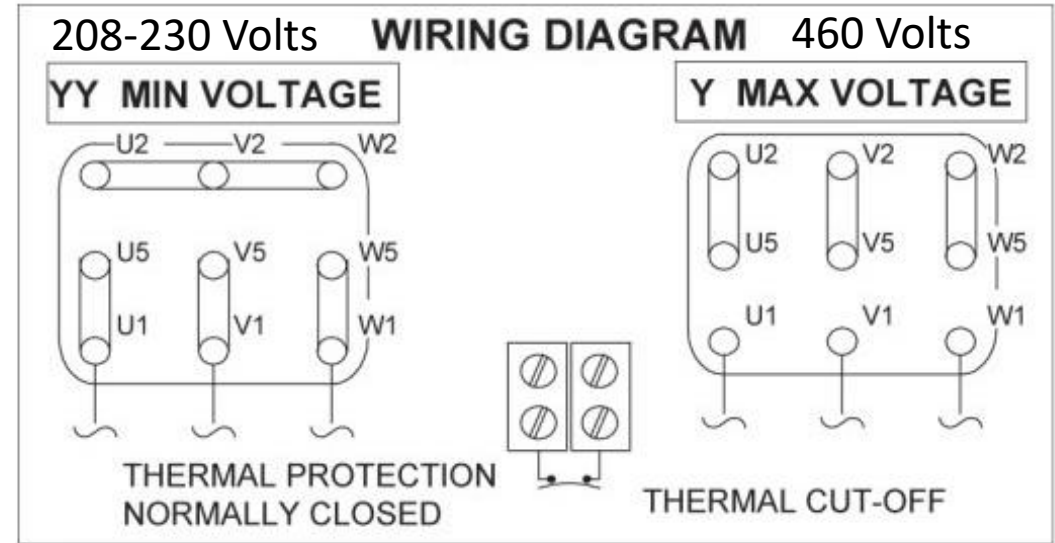 208-230 Volts WIRING DIAGRAM 460 Volts
YY MIN VOLTAGE
Y MAX VOLTAGE
U2 V2 W2
U5 V5 W5
U1 V1 W1
U2 V2 W2
U5 V5 W5
U1 V1 W1
THERMAL PROTECTION
NORMALLY CLOSED
THERMAL CUT-OFF